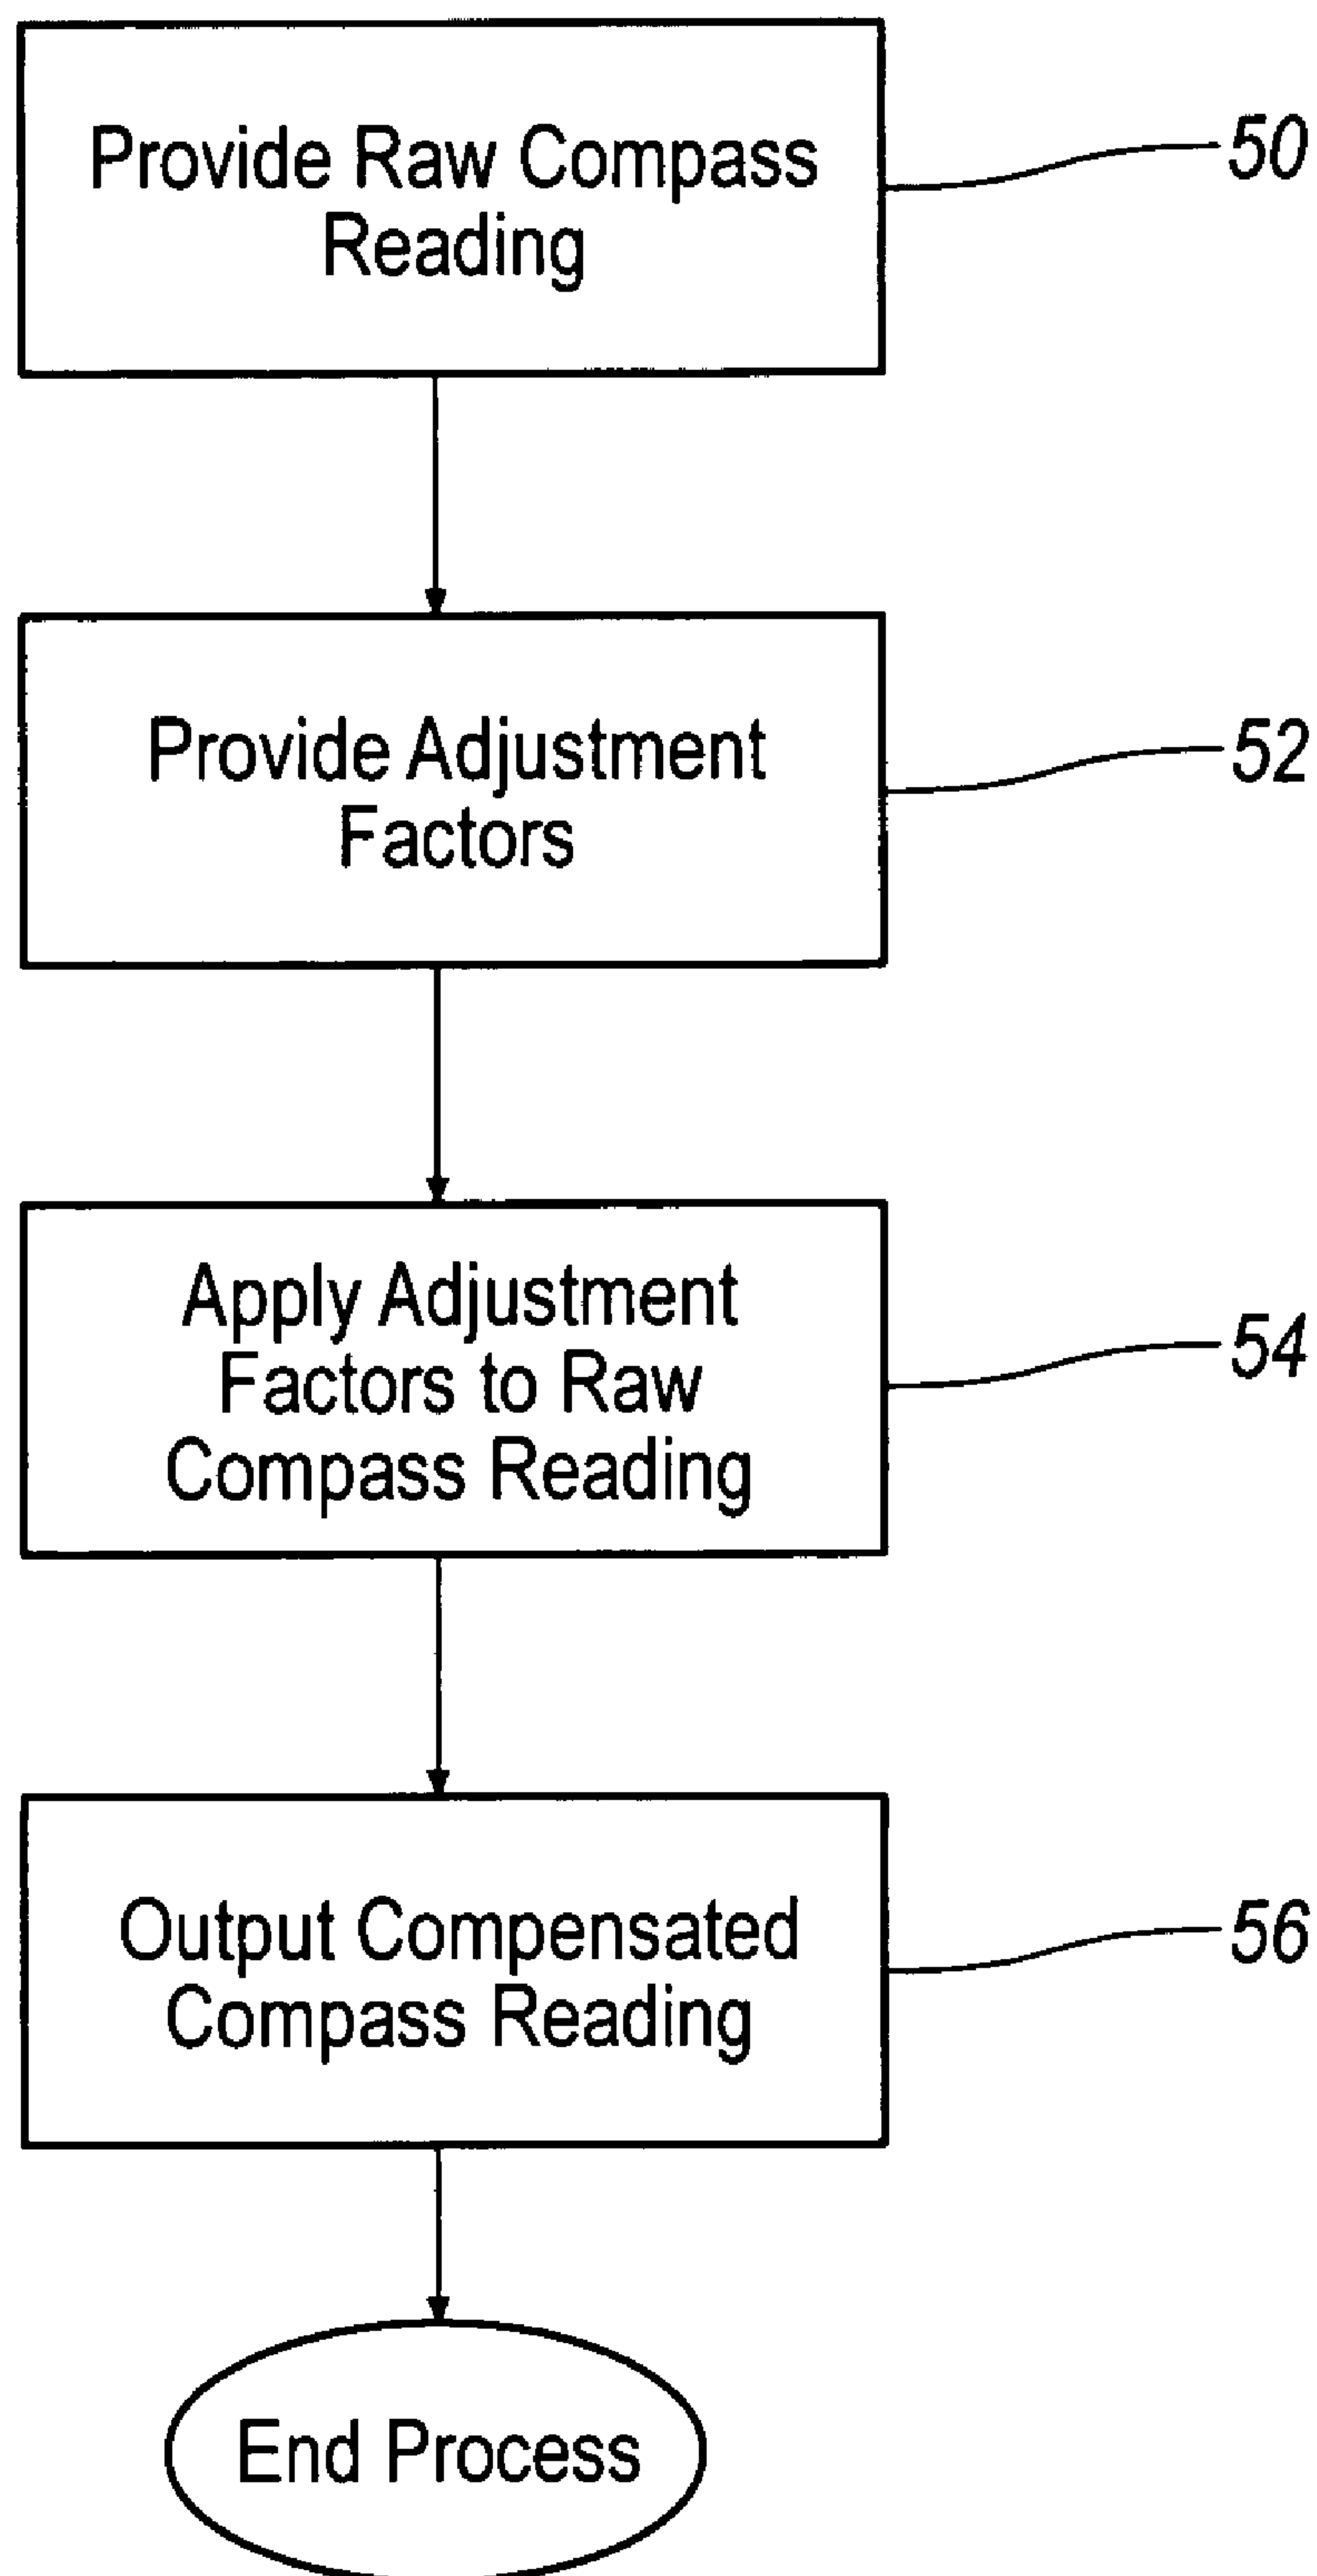 Provide Raw Compass
Reading
50
Provide Adjustment
Factors
52
Apply Adjustment
Factors to Raw
Compass Reading
54
Output Compensated
Compass Reading
56
End Process